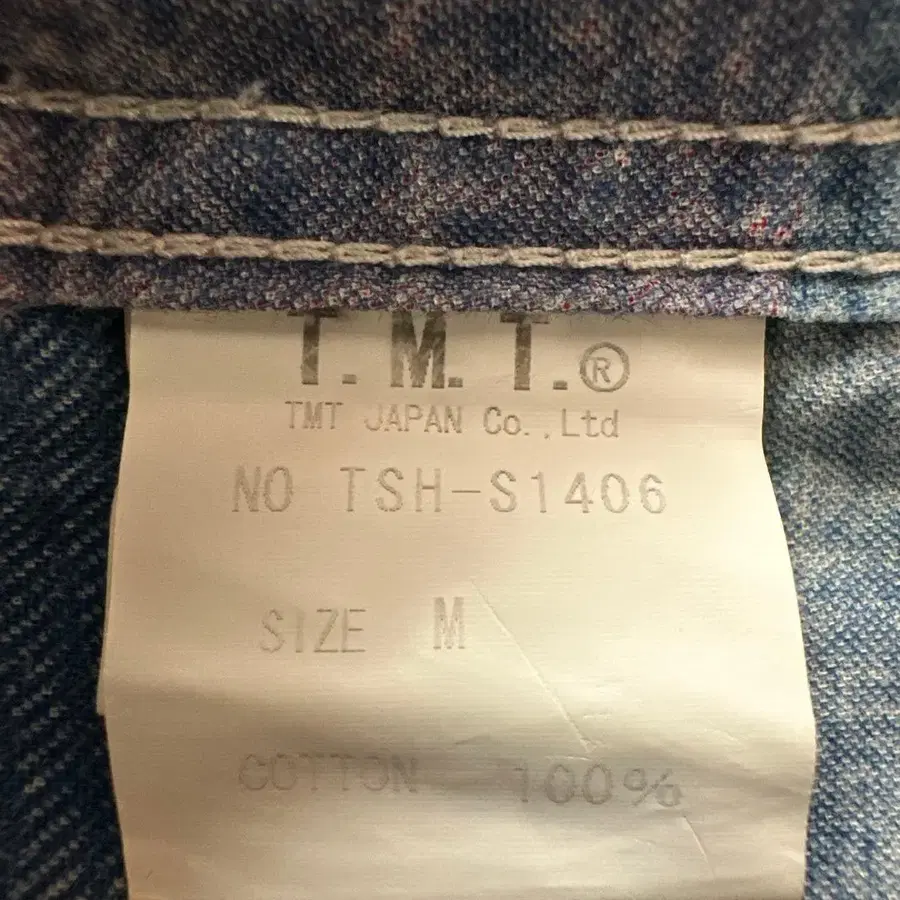 T.M.T.®
TMT JAPAN Co.,Ltd
NO TSH-S1406
SIZE M
COTTON 100%